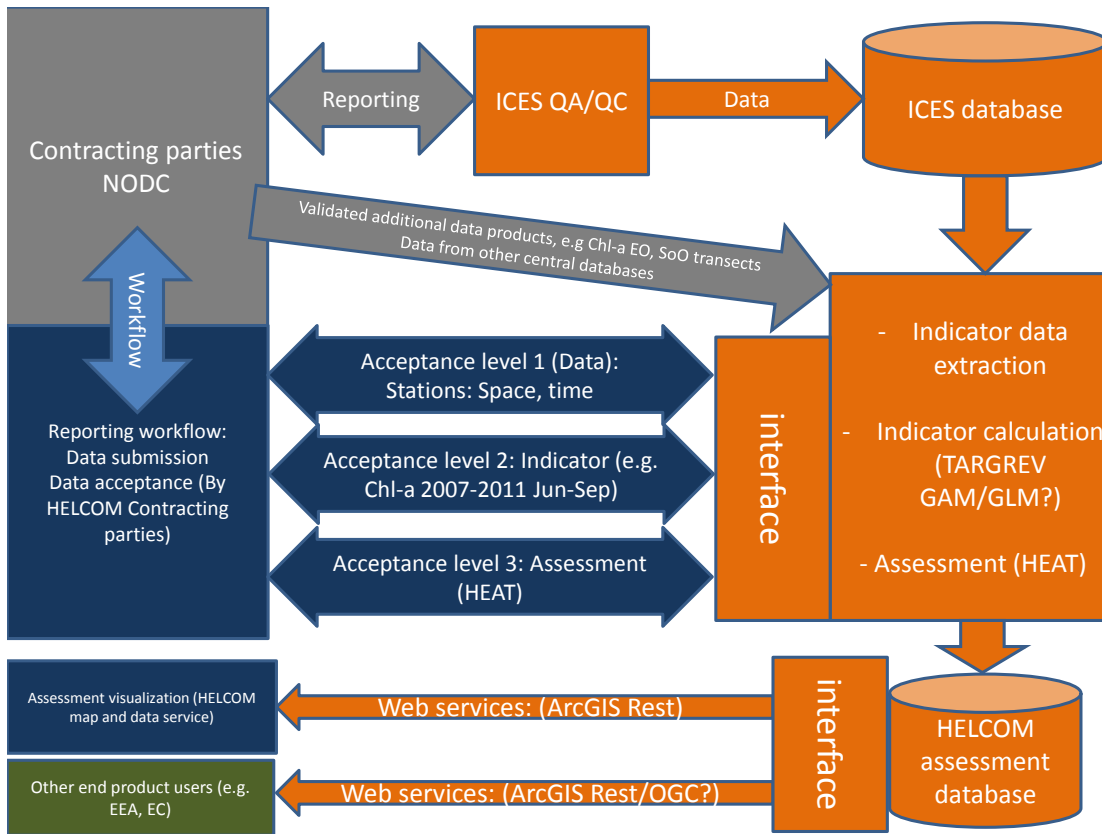 Contracting parties
NODC
Reporting
ICES QA/QC
Data
ICES database
Validated additional data products, e.g Chl-a EO, SoO transects
Data from other central databases
Workflow
Reporting workflow:
Data submission
Data acceptance (By
HELCOM Contracting
parties)
Acceptance level 1 (Data):
Stations: Space, time
Acceptance level 2: Indicator (e.g.
Chl-a 2007-2011 Jun-Sep)
Acceptance level 3: Assessment
(HEAT)
interface
- Indicator data
extraction
- Indicator calculation
(TARGREV
GAM/GLM?)
- Assessment (HEAT)
Assessment visualization (HELCOM
map and data service)
Web services: (ArcGIS Rest)
Other end product users (e.g.
EEA, EC)
Web services: (ArcGIS Rest/OGC?)
interface
HELCOM
assessment
database